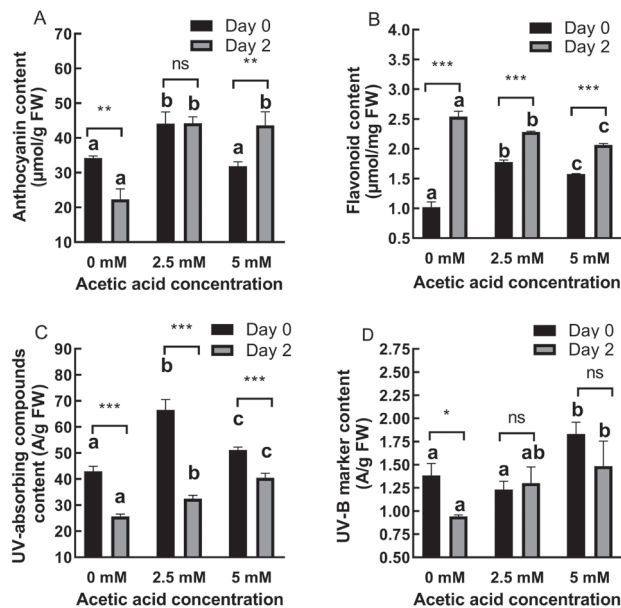 A
Day 0
Day 2
Anthocyanin content
(µmol/g FW)
70
60
50
40
30
20
10
**
ns
**
a
a
b
b
a
b
0 mM
2.5 mM
5 mM
Acetic acid concentration
B
Day 0
Day 2
Flavonoid content
(µmol/mg FW)
4.0
3.5
3.0
2.5
2.0
1.5
1.0
0.5
***
***
***
a
a
b
b
c
c
0 mM
2.5 mM
5 mM
Acetic acid concentration
C
Day 0
Day 2
UV-absorbing compounds
content (A/g FW)
90
80
70
60
50
40
30
20
10
***
***
***
a
a
b
b
c
c
0 mM
2.5 mM
5 mM
Acetic acid concentration
D
Day 0
Day 2
UV-B marker content
(A/g FW)
2.75
2.50
2.25
2.00
1.75
1.50
1.25
1.00
0.75
0.50
*
ns
ns
a
a
a
ab
b
b
0 mM
2.5 mM
5 mM
Acetic acid concentration